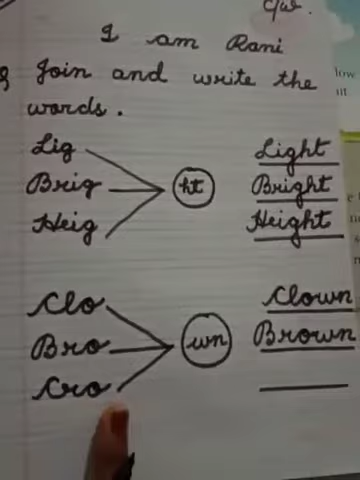 C/W.
I am Rani
Join and write the
words.
Lig
Brig
Heig
ht
Light
Bright
Height
Clo
Bro
Cro
wn
Clown
Brown